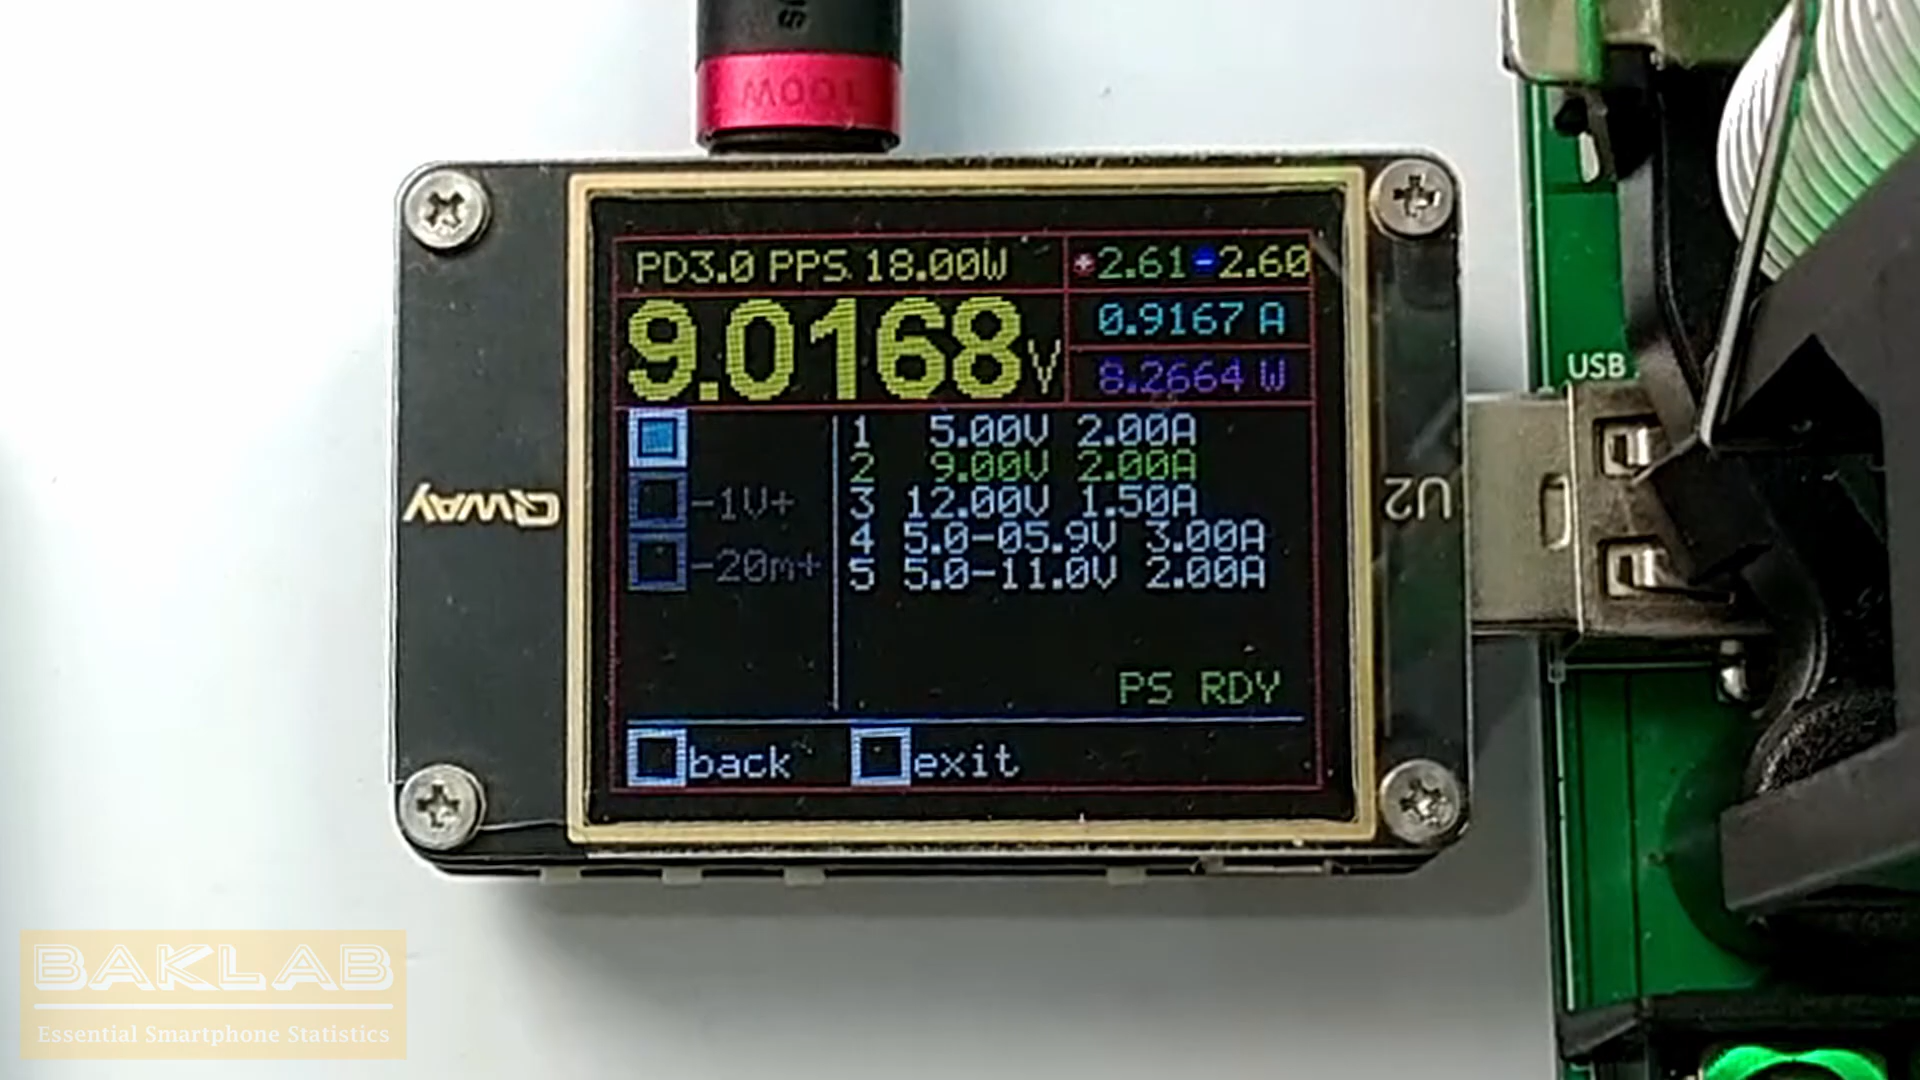 US
100W
PD3.0 PPS 18.00W
+2.61 -2.60
9.0168V
0.9167 A
8.2664 W
1 5.00V 2.00A
2 9.00V 2.00A
-1V+
3 12.00V 1.50A
4 5.0-05.9V 3.00A
-20m+
5 5.0-11.0V 2.00A
PS RDY
back
exit
QWAY
U2
USB
BAKLAB
Essential Smartphone Statistics